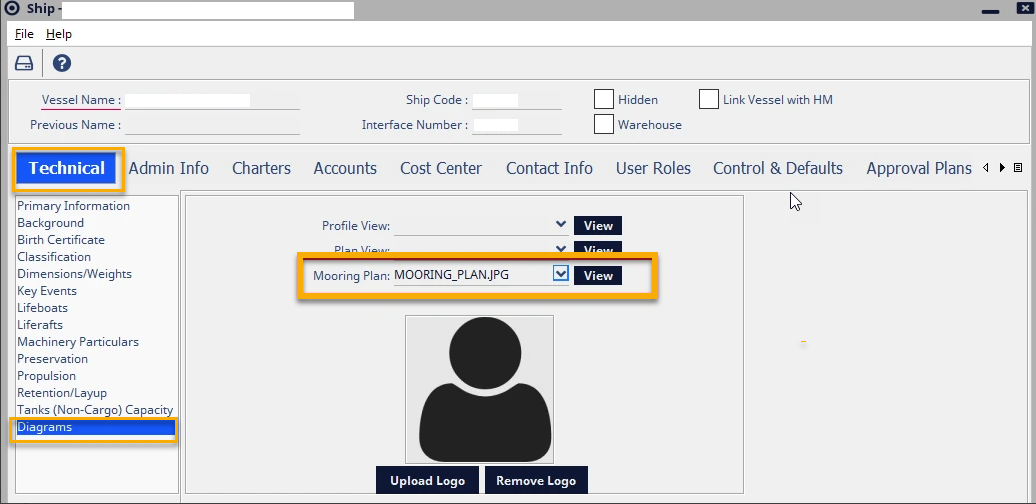 Ship -
File Help
Vessel Name : Ship Code : Hidden Link Vessel with HM
Previous Name : Interface Number : Warehouse
Technical Admin Info Charters Accounts Cost Center Contact Info User Roles Control & Defaults Approval Plans
Primary Information
Background
Birth Certificate
Classification
Dimensions/Weights
Key Events
Lifeboats
Liferafts
Machinery Particulars
Preservation
Propulsion
Retention/Layup
Tanks (Non-Cargo) Capacity
Diagrams
Profile View: View
Plan View: View
Mooring Plan: MOORING_PLAN.JPG View
Upload Logo Remove Logo